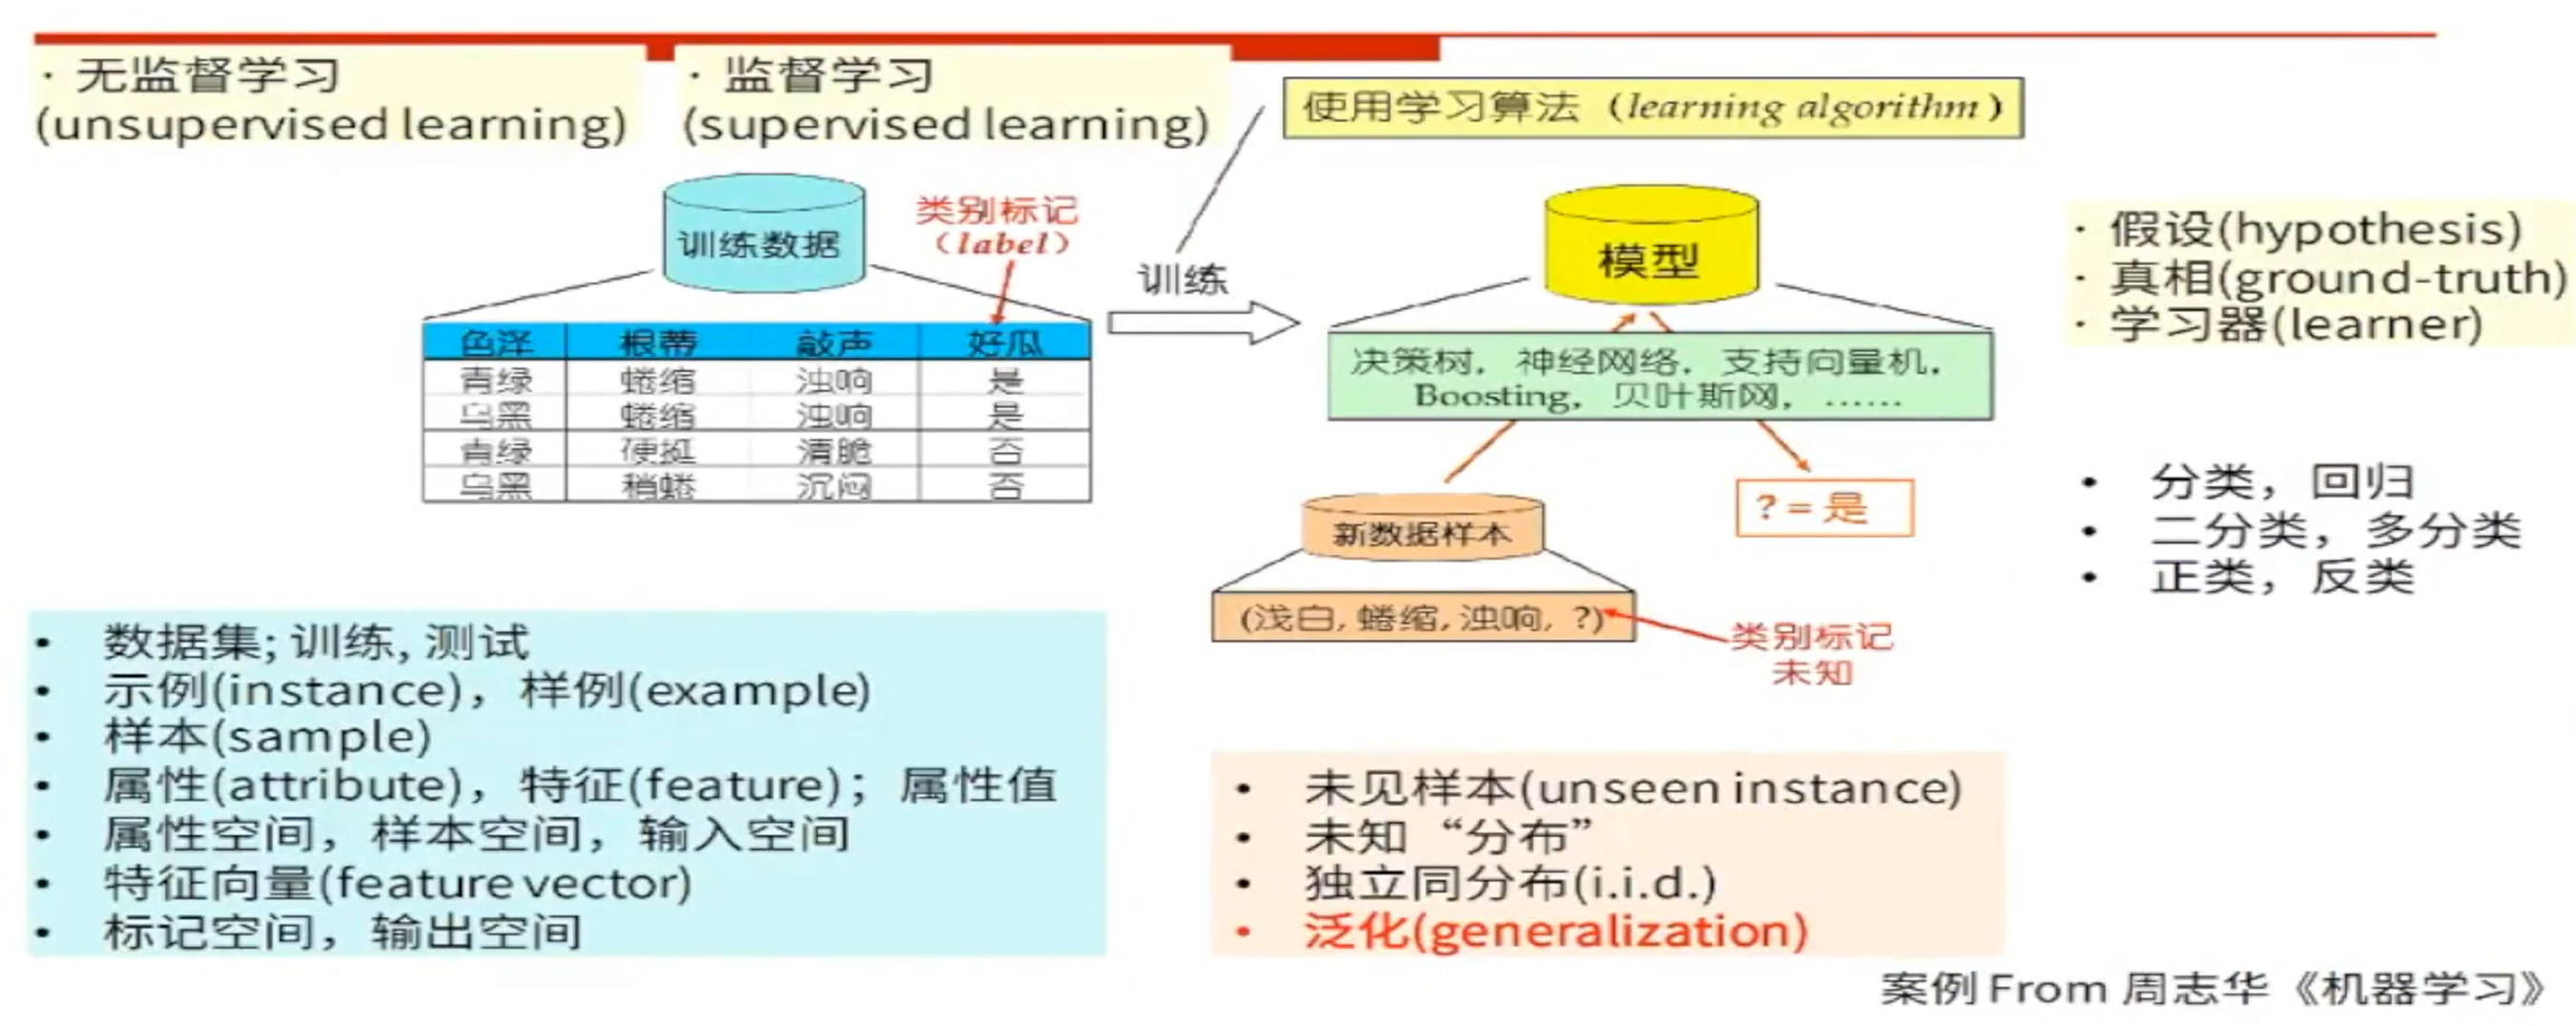 · 无监督学习
(unsupervised learning)
· 监督学习
(supervised learning)
使用学习算法（learning algorithm）
训练数据
类别标记
（label）
训练
模型
· 假设(hypothesis)
· 真相(ground-truth)
· 学习器(learner)
色泽 根蒂 敲声 好瓜
青绿 蜷缩 浊响 是
乌黑 蜷缩 浊响 是
青绿 硬挺 清脆 否
乌黑 稍蜷 沉闷 否
决策树，神经网络，支持向量机，
Boosting，贝叶斯网，……
• 分类，回归
• 二分类，多分类
• 正类，反类
? = 是
新数据样本
(浅白, 蜷缩, 浊响, ?)
类别标记
未知
• 数据集; 训练, 测试
• 示例(instance)，样例(example)
• 样本(sample)
• 属性(attribute)，特征(feature)；属性值
• 属性空间，样本空间，输入空间
• 特征向量(feature vector)
• 标记空间，输出空间
• 未见样本(unseen instance)
• 未知“分布”
• 独立同分布(i.i.d.)
• 泛化(generalization)
案例 From 周志华《机器学习》